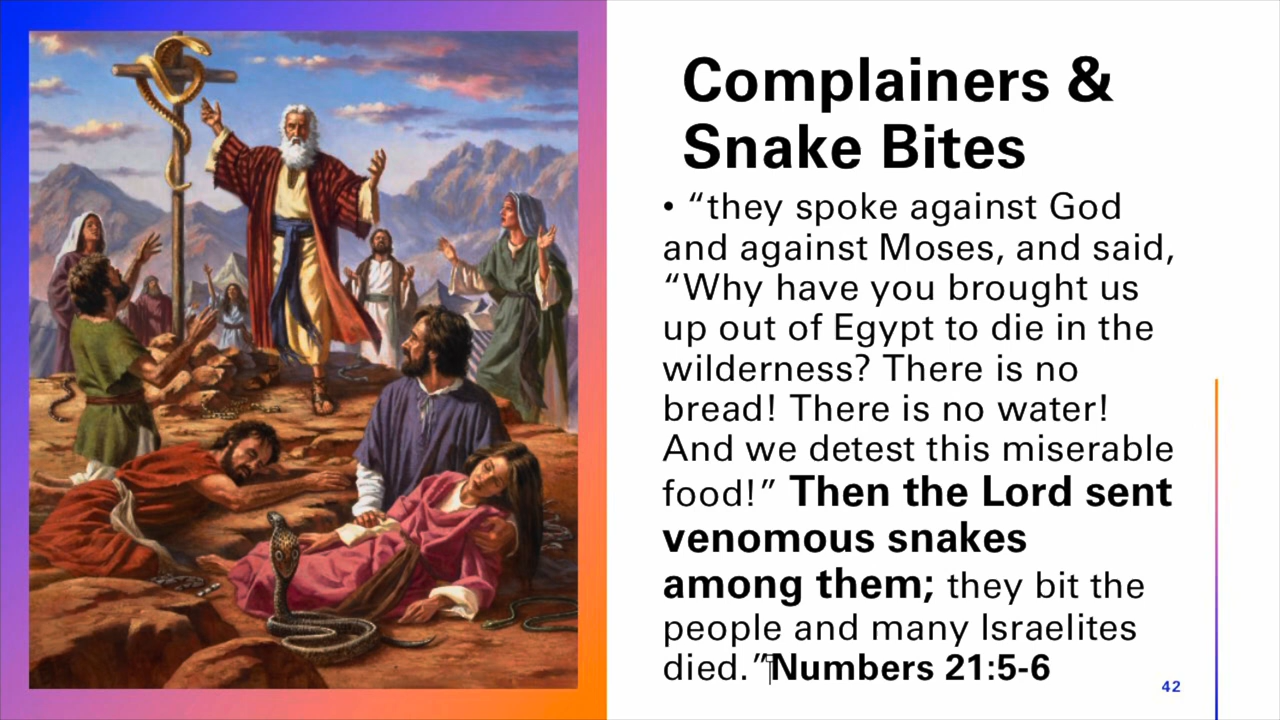 Complainers &
Snake Bites
• “they spoke against God
and against Moses, and said,
“Why have you brought us
up out of Egypt to die in the
wilderness? There is no
bread! There is no water!
And we detest this miserable
food!” Then the Lord sent
venomous snakes
among them; they bit the
people and many Israelites
died.”Numbers 21:5-6
42